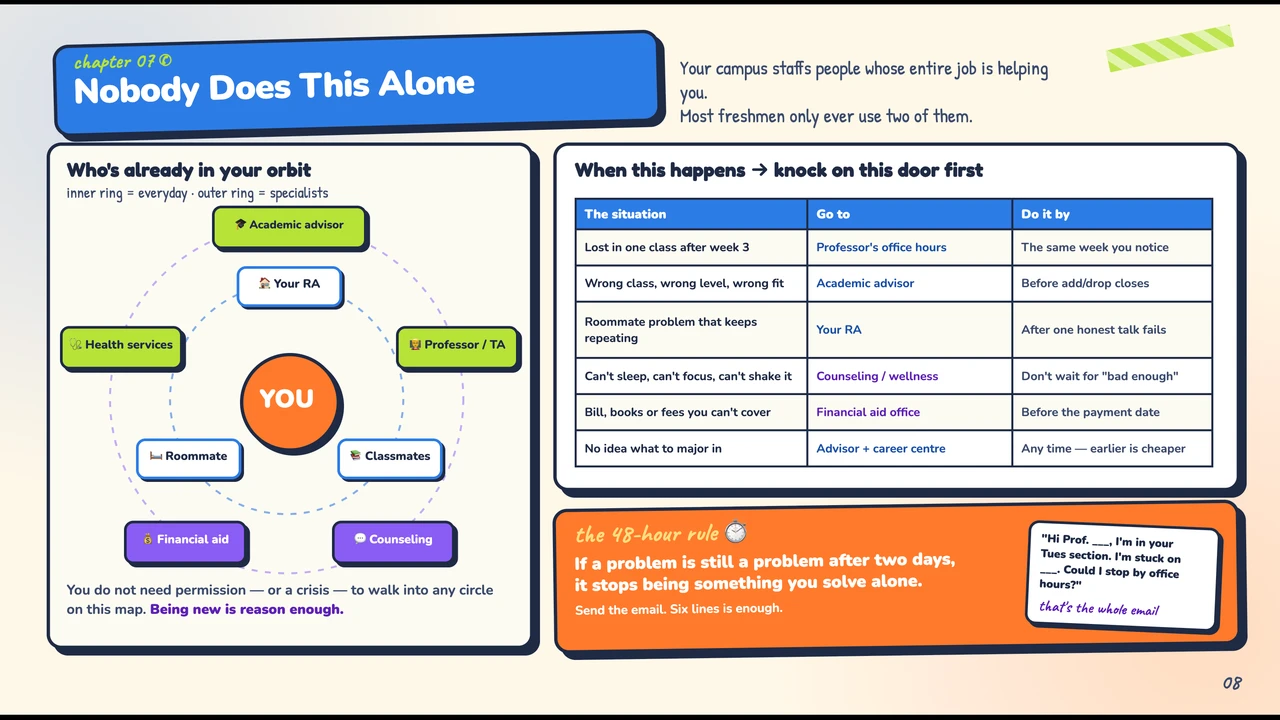 chapter 07 ✆
Nobody Does This Alone
Your campus staffs people whose entire job is helping
you.
Most freshmen only ever use two of them.
Who's already in your orbit
inner ring = everyday · outer ring = specialists
🎓 Academic advisor
🏠 Your RA
🩺 Health services
👩‍🏫 Professor / TA
YOU
🛏️ Roommate
📚 Classmates
💰 Financial aid
💬 Counseling
You do not need permission — or a crisis — to walk into any circle
on this map. Being new is reason enough.
When this happens → knock on this door first
The situation Go to Do it by
Lost in one class after week 3 Professor's office hours The same week you notice
Wrong class, wrong level, wrong fit Academic advisor Before add/drop closes
Roommate problem that keeps
repeating Your RA After one honest talk fails
Can't sleep, can't focus, can't shake it Counseling / wellness Don't wait for "bad enough"
Bill, books or fees you can't cover Financial aid office Before the payment date
No idea what to major in Advisor + career centre Any time — earlier is cheaper
the 48-hour rule ⏱️
If a problem is still a problem after two days,
it stops being something you solve alone.
Send the email. Six lines is enough.
"Hi Prof. ___, I'm in your
Tues section. I'm stuck on
___. Could I stop by office
hours?"
that's the whole email
08